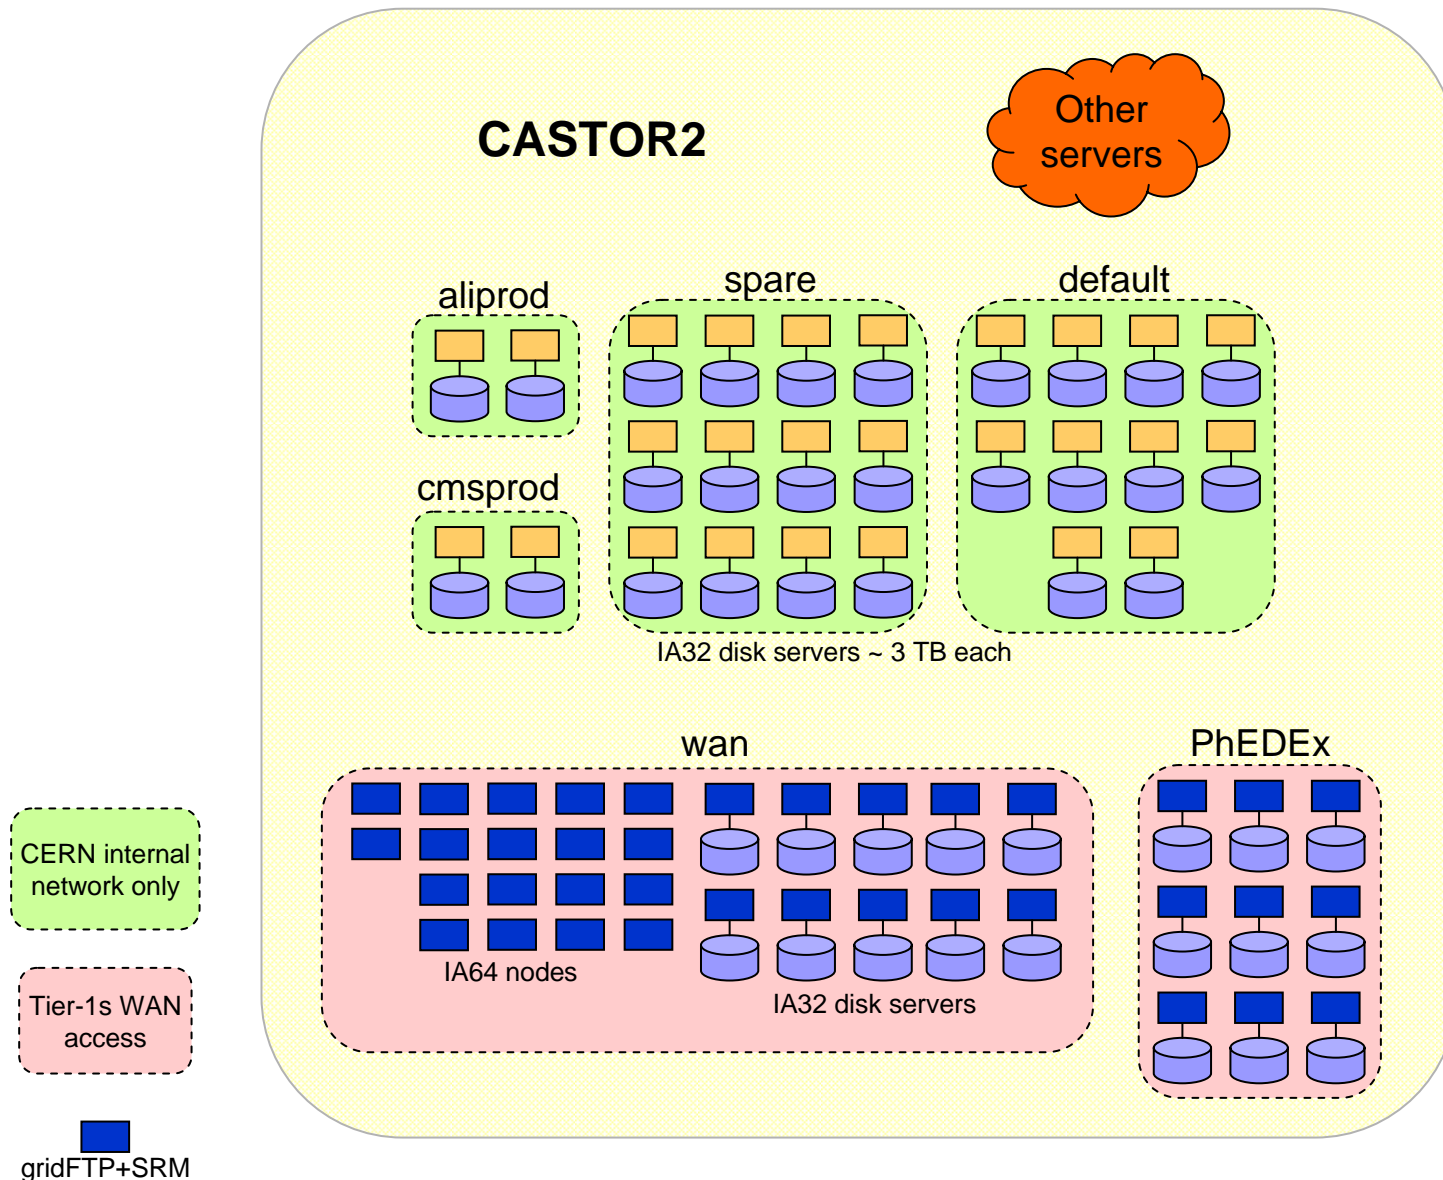 CASTOR2
Other
servers
aliprod
spare
default
cmsprod
IA32 disk servers ~ 3 TB each
wan
PhEDEx
IA64 nodes
IA32 disk servers
CERN internal
network only
Tier-1s WAN
access
gridFTP+SRM